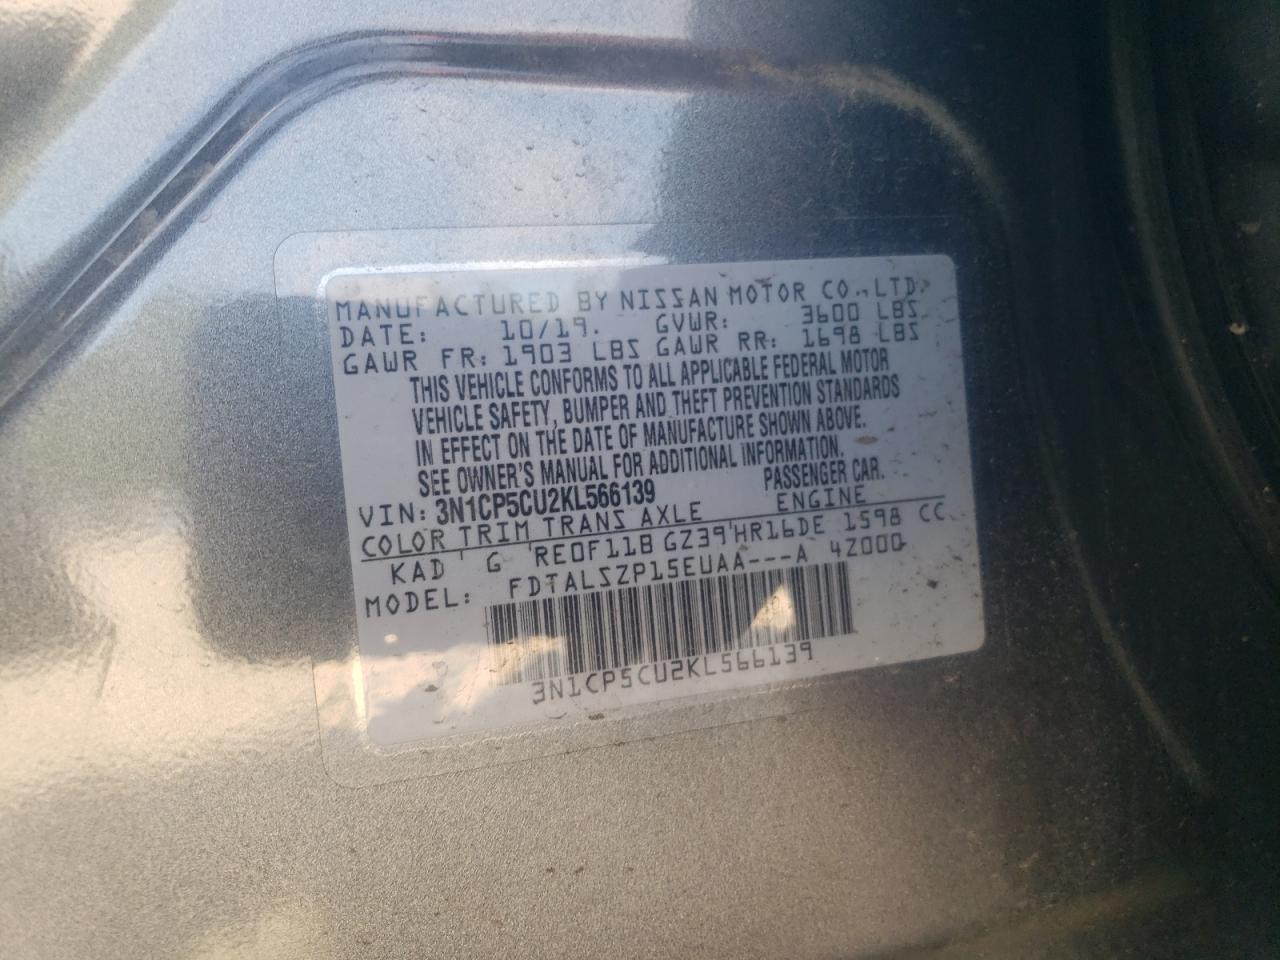 MANUFACTURED BY NISSAN MOTOR CO.,LTD.
DATE: 10/19. GVWR: 3600 LBS
GAWR FR: 1903 LBS GAWR RR: 1698 LBS
THIS VEHICLE CONFORMS TO ALL APPLICABLE FEDERAL MOTOR
VEHICLE SAFETY, BUMPER AND THEFT PREVENTION STANDARDS
IN EFFECT ON THE DATE OF MANUFACTURE SHOWN ABOVE.
SEE OWNER'S MANUAL FOR ADDITIONAL INFORMATION.
VIN: 3N1CP5CU2KL566139 PASSENGER CAR.
COLOR TRIM TRANS AXLE ENGINE
KAD G RE0F11B GZ39 HR16DE 1598 CC
MODEL: FDTALSZP15EUAA---A 4Z000
3N1CP5CU2KL566139